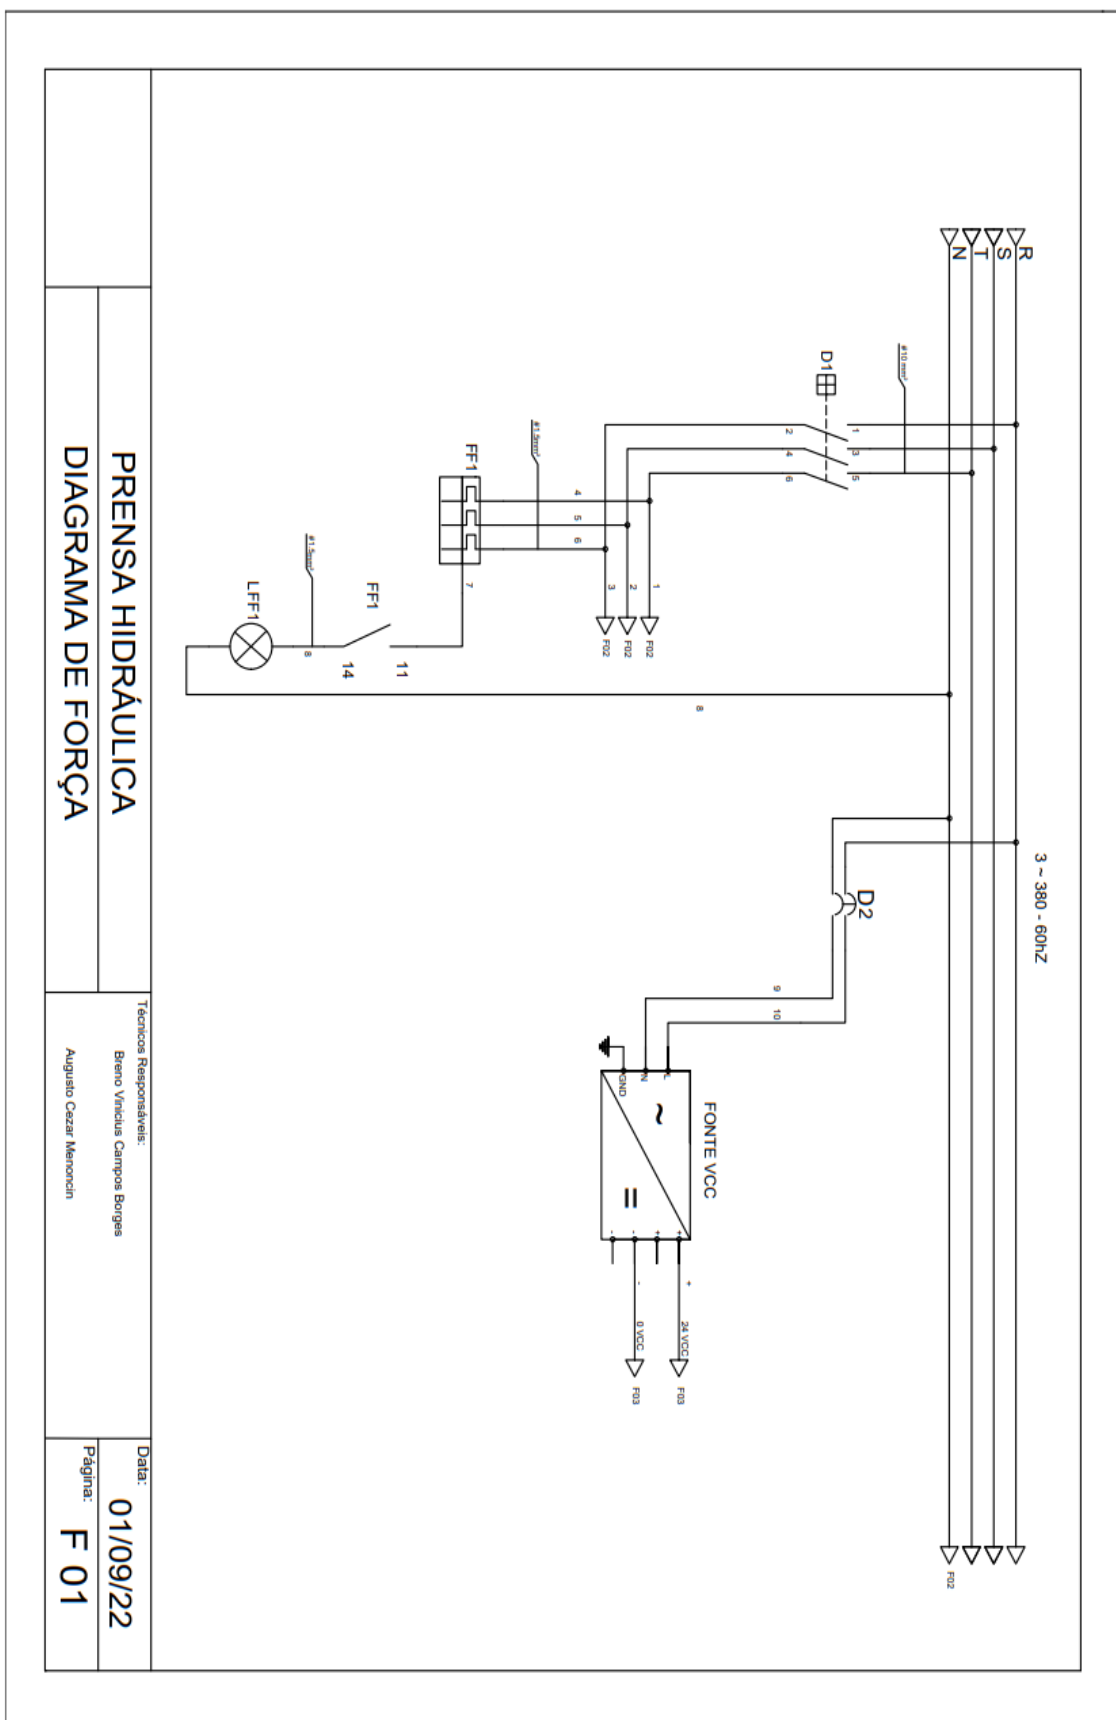 3 ~ 380 - 60hZ
R
S
T
N
F02
#10 mm²
D1
1
3
5
2
4
6
D2
#1.5mm²
4
5
6
1
2
3
F02
F02
F02
8
9
10
FF1
7
FONTE VCC
L
N
GND
~
=
+
+
-
-
+
-
24 VCC
0 VCC
F03
F03
FF1
11
14
#1.5mm²
8
LFF1
PRENSA HIDRÁULICA
DIAGRAMA DE FORÇA
Técnicos Responsáveis:
Breno Vinicius Campos Borges
Augusto Cezar Menoncin
Data: 01/09/22
Página: F 01